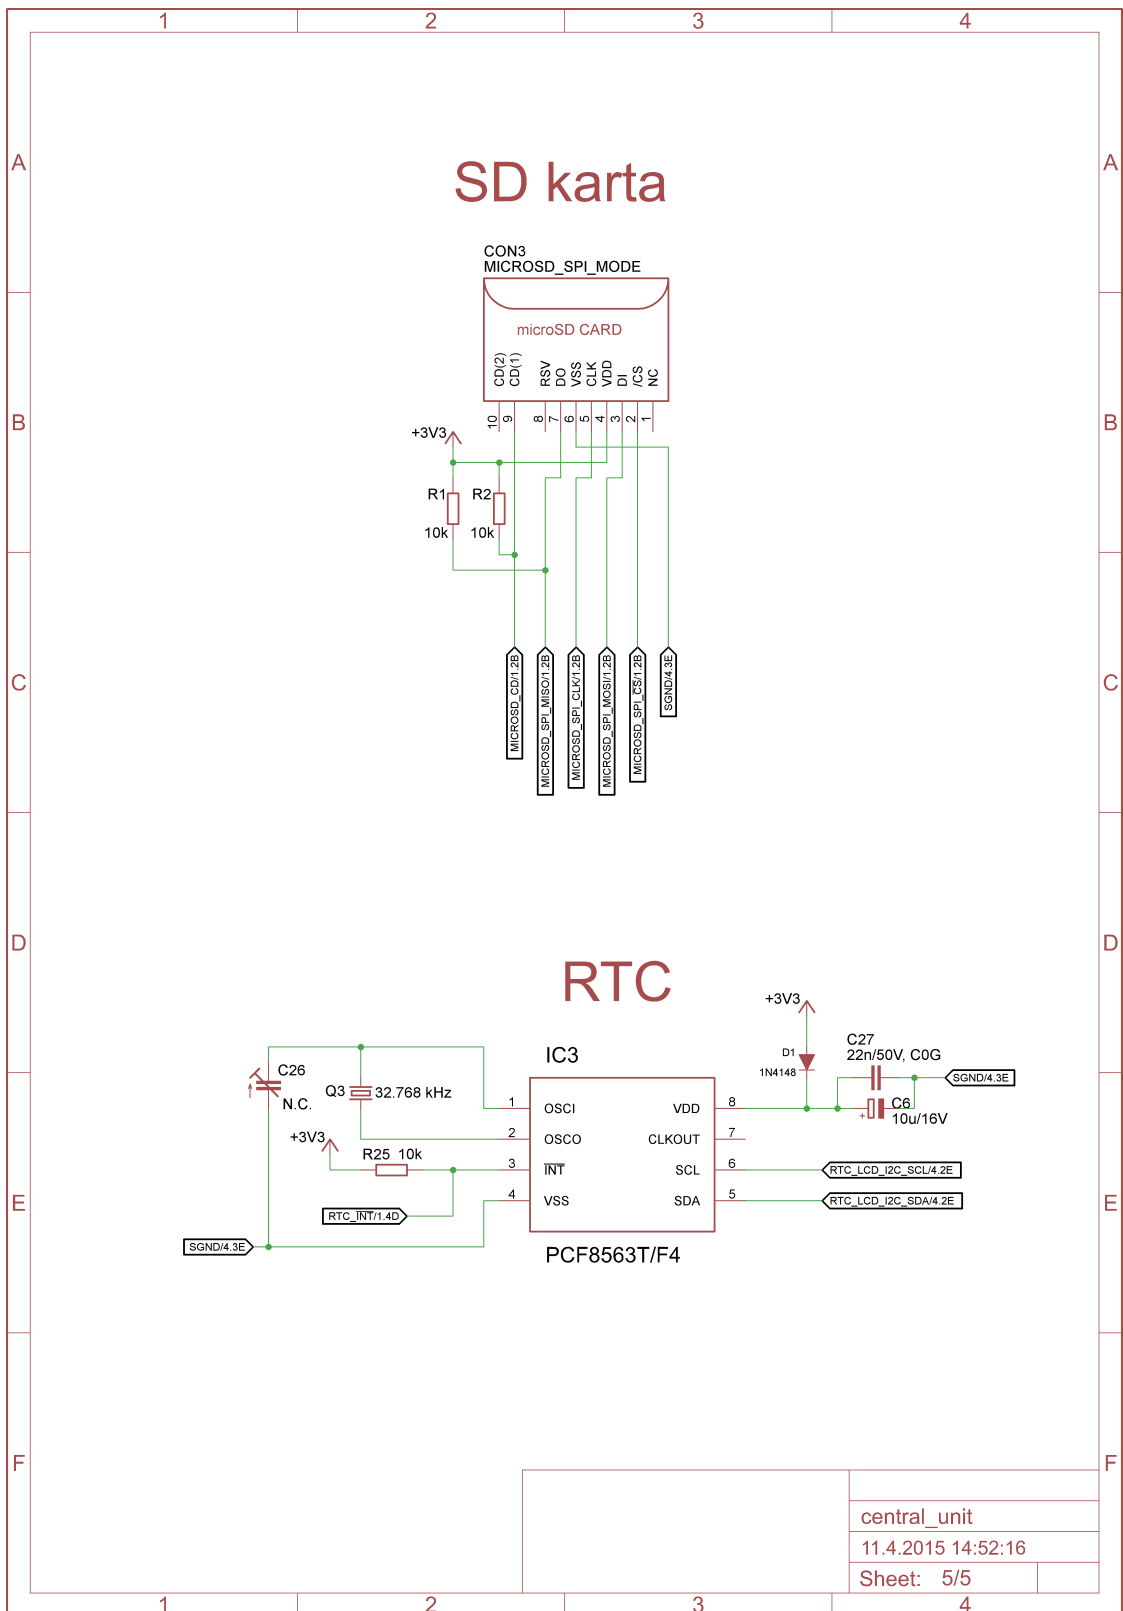 1 2 3 4
A A
SD karta
CON3
MICROSD_SPI_MODE
microSD CARD
CD(2) CD(1) RSV DO VSS CLK VDD DI /CS NC
10 9 8 7 6 5 4 3 2 1
B B
+3V3
R1 R2
10k 10k
C C
MICROSD_CD/1.2B
MICROSD_SPI_MISO/1.2B
MICROSD_SPI_CLK/1.2B
MICROSD_SPI_MOSI/1.2B
MICROSD_SPI_CS/1.2B
SGND/4.3E
D D
RTC
+3V3
IC3
C27
22n/50V, C0G
D1
1N4148
SGND/4.3E
C26
N.C.
Q3 32.768 kHz
C6
10u/16V
+
1 OSCI VDD 8
2 OSCO CLKOUT 7
3 INT SCL 6
4 VSS SDA 5
+3V3
R25 10k
RTC_LCD_I2C_SCL/4.2E
RTC_LCD_I2C_SDA/4.2E
E E
RTC_INT/1.4D
SGND/4.3E
PCF8563T/F4
F F
central_unit
11.4.2015 14:52:16
Sheet: 5/5
1 2 3 4